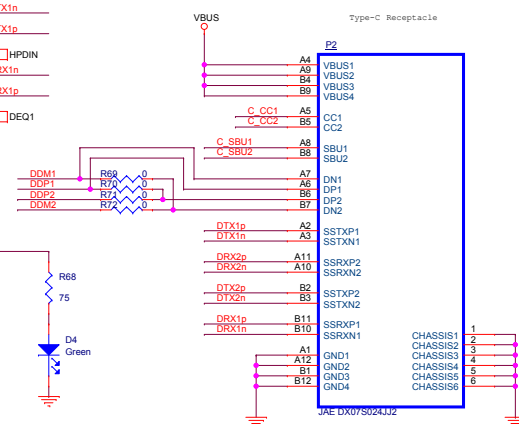 TX1n
TX1p
HPDIN
RX1n
RX1p
DEQ1
VBUS
Type-C Receptacle
P2
A4 VBUS1
A9 VBUS2
B4 VBUS3
B9 VBUS4
C_CC1 A5 CC1
C_CC2 B5 CC2
C_SBU1 A8 SBU1
C_SBU2 B8 SBU2
DDM1 R69 0 A7 DN1
DDP1 R70 0 A6 DP1
DDP2 R71 0 B6 DP2
DDM2 R72 0 B7 DN2
DTX1p A2 SSTXP1
DTX1n A3 SSTXN1
DRX2p A11 SSRXP2
DRX2n A10 SSRXN2
DTX2p B2 SSTXP2
DTX2n B3 SSTXN2
DRX1p B11 SSRXP1
DRX1n B10 SSRXN1
R68
75
D4
Green
A1 GND1
A12 GND2
B1 GND3
B12 GND4
CHASSIS1 1
CHASSIS2 2
CHASSIS3 3
CHASSIS4 4
CHASSIS5 5
CHASSIS6 6
JAE DX07S024JJ2